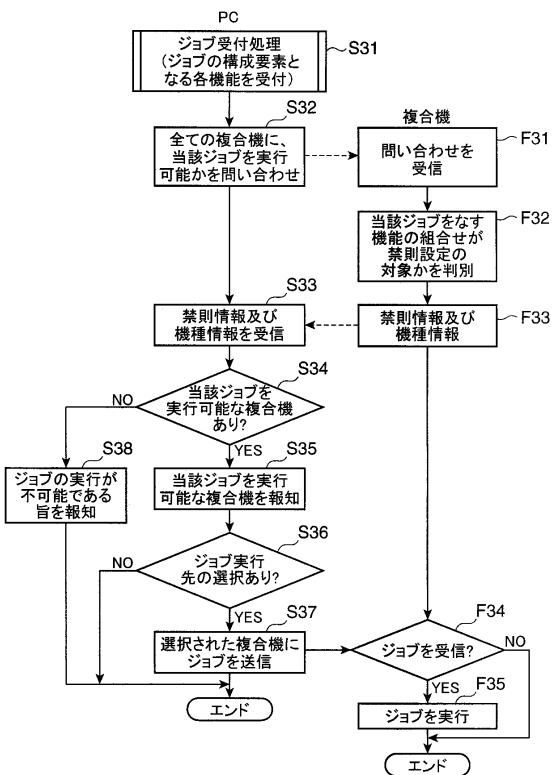 PC
ジョブ受付処理
(ジョブの構成要素と
なる各機能を受付)
S31
S32
全ての複合機に、
当該ジョブを実行
可能かを問い合わせ
複合機
F31
問い合わせを
受信
F32
当該ジョブをなす
機能の組合せが
禁則設定の
対象かを判別
S33
禁則情報及び
機種情報を受信
F33
禁則情報及び
機種情報
S34
当該ジョブを
実行可能な複合機
あり?
NO
YES
S38
ジョブの実行が
不可能である
旨を報知
S35
当該ジョブを実行
可能な複合機を報知
S36
ジョブ実行
先の選択あり?
NO
YES
S37
選択された複合機に
ジョブを送信
エンド
F34
ジョブを受信?
NO
YES
F35
ジョブを実行
エンド